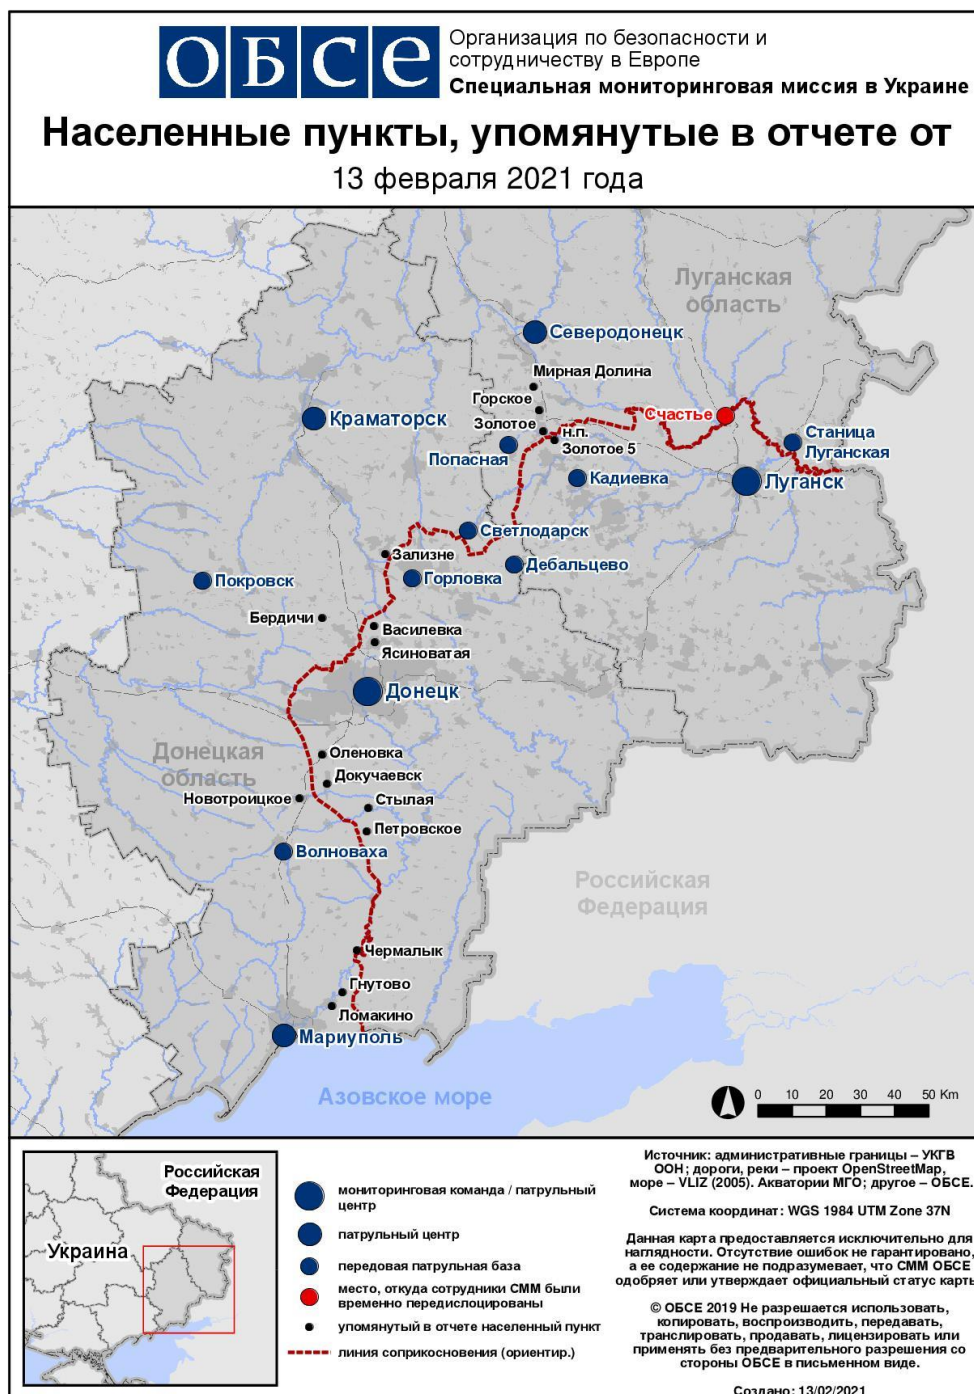 ОБСЕ
Организация по безопасности и
сотрудничеству в Европе
Специальная мониторинговая миссия в Украине
Населенные пункты, упомянутые в отчете от
13 февраля 2021 года
Луганская
область
Северодонецк
Мирная Долина
Горское
Краматорск
Счастье
Золотое
н.п.
Золотое 5
Станица
Луганская
Попасная
Кадиевка
Луганск
Светлодарск
Зализне
Дебальцево
Покровск
Горловка
Бердичи
Василевка
Ясиноватая
Донецк
Донецкая
область
Оленовка
Докучаевск
Новотроицкое
Стылая
Петровское
Волноваха
Российская
Федерация
Чермалык
Гнутово
Ломакино
Мариуполь
Азовское море
0 10 20 30 40 50 Km
Российская
Федерация
Украина
мониторинговая команда / патрульный
центр
патрульный центр
передовая патрульная база
место, откуда сотрудники СММ были
временно передислоцированы
упомянутый в отчете населенный пункт
линия соприкосновения (ориентир.)
Источник: административные границы – УКГВ
ООН; дороги, реки – проект OpenStreetMap,
море – VLIZ (2005). Акватории МГО; другое – ОБСЕ.
Система координат: WGS 1984 UTM Zone 37N
Данная карта предоставляется исключительно для
наглядности. Отсутствие ошибок не гарантировано,
а ее содержание не подразумевает, что СММ ОБСЕ
одобряет или утверждает официальный статус карты
© ОБСЕ 2019 Не разрешается использовать,
копировать, воспроизводить, передавать,
транслировать, продавать, лицензировать или
применять без предварительного разрешения со
стороны ОБСЕ в письменном виде.
Создано: 13/02/2021